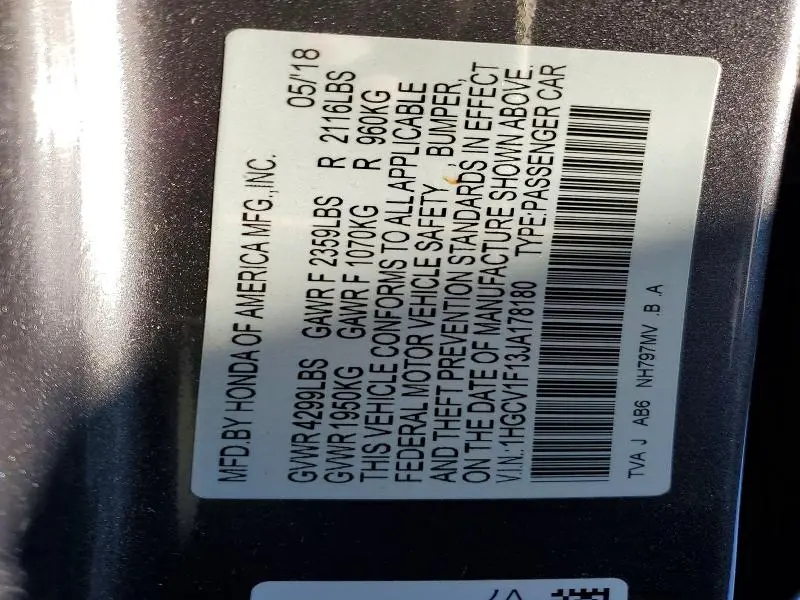 MFD.BY HONDA OF AMERICA MFG.,INC.
05/'18
GVWR 4299LBS GAWR F 2359LBS R 2116LBS
GVWR 1950KG GAWR F 1070KG R 960KG
THIS VEHICLE CONFORMS TO ALL APPLICABLE
FEDERAL MOTOR VEHICLE SAFETY , BUMPER,
AND THEFT PREVENTION STANDARDS IN EFFECT
ON THE DATE OF MANUFACTURE SHOWN ABOVE.
V.I.N.:1HGCV1F13JA178180 TYPE:PASSENGER CAR
TVA J AB6 NH797MV .B .A